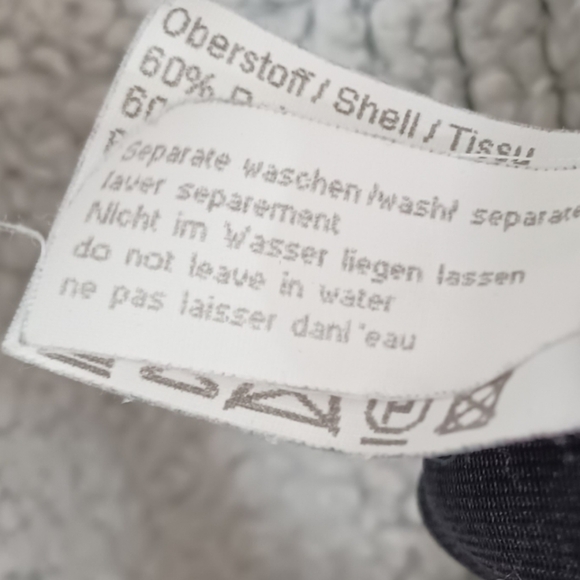 Oberstoff / Shell / Tissu
60%
60
Separate waschen /wash/ separate
laver separement
Nicht im Wasser liegen lassen
do not leave in water
ne pas laisser danl 'eau
P